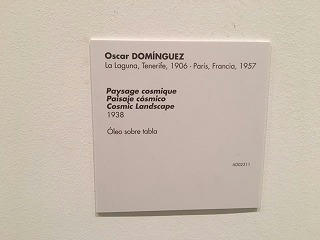 Oscar DOMÍNGUEZ
La Laguna, Tenerife, 1906 - París, Francia, 1957
Paysage cosmique
Paisaje cósmico
Cosmic Landscape
1938
Óleo sobre tabla
AD02311